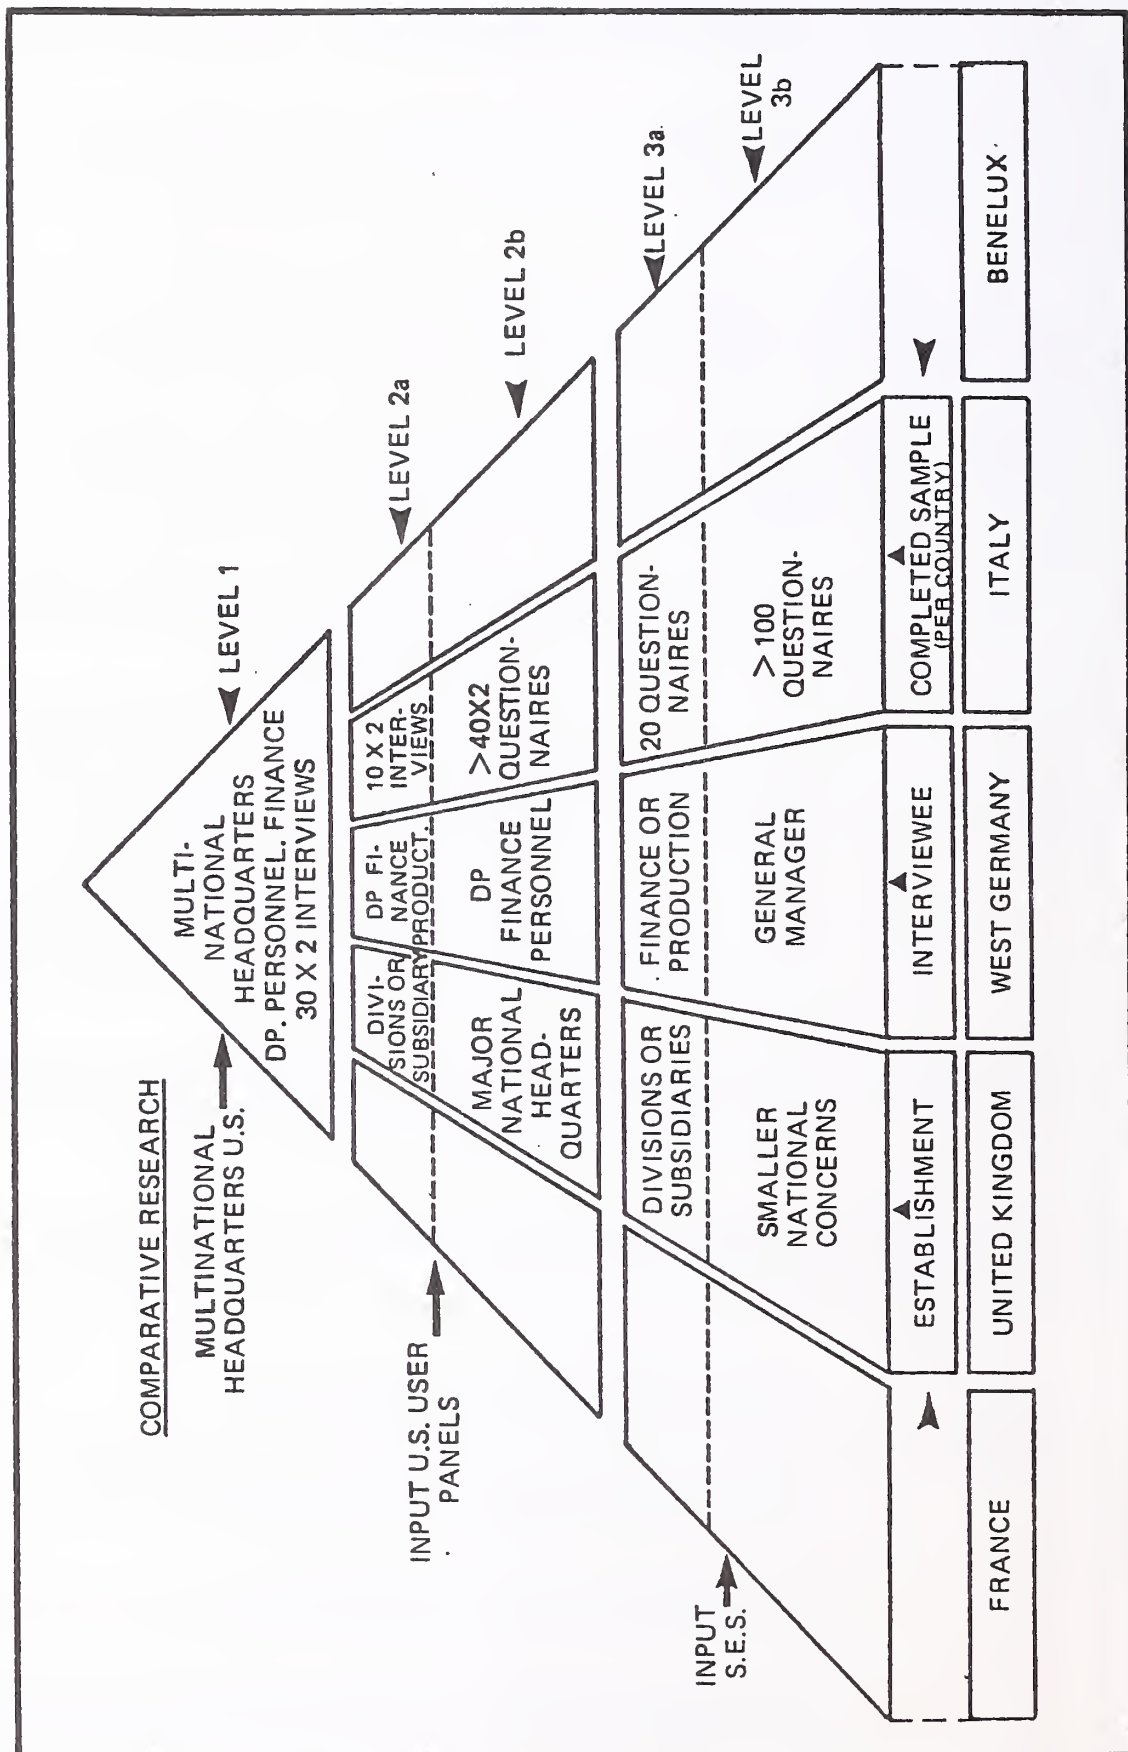 COMPARATIVE RESEARCH
MULTINATIONAL
HEADQUARTERS U.S.
INPUT U.S. USER
PANELS
INPUT
S.E.S.
MULTI-
NATIONAL
HEADQUARTERS
DP. PERSONNEL. FINANCE
30 X 2 INTERVIEWS
LEVEL 1
DIVI-
SIONS OR
SUBSIDIARY
DP FI-
NANCE
PRODUCT.
10 X 2
INTER-
VIEWS
LEVEL 2a
MAJOR
NATIONAL
HEAD-
QUARTERS
DP
FINANCE
PERSONNEL
>40X2
QUESTION-
NAIRES
LEVEL 2b
DIVISIONS OR
SUBSIDIARIES
FINANCE OR
PRODUCTION
20 QUESTION-
NAIRES
LEVEL 3a
SMALLER
NATIONAL
CONCERNS
GENERAL
MANAGER
>100
QUESTION-
NAIRES
LEVEL
3b
ESTABLISHMENT
INTERVIEWEE
COMPLETED SAMPLE
(PER COUNTRY)
FRANCE
UNITED KINGDOM
WEST GERMANY
ITALY
BENELUX